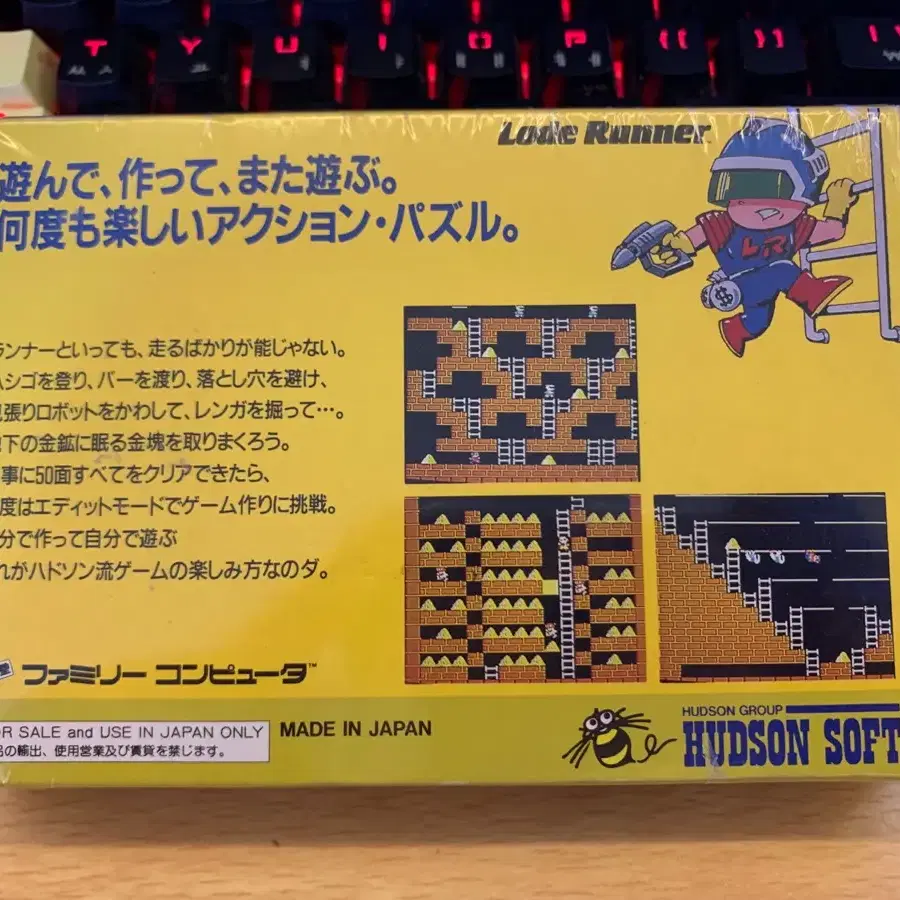 T Y U I O P
Lode Runner
遊んで、作って、また遊ぶ。
何度も楽しいアクション・パズル。
LR
$
ランナーといっても、走るばかりが能じゃない。
ハシゴを登り、バーを渡り、落とし穴を避け、
張りロボットをかわして、レンガを掘って…。
下の金鉱に眠る金塊を取りまくろう。
事に50面すべてをクリアできたら、
度はエディットモードでゲーム作りに挑戦。
分で作って自分で遊ぶ
れがハドソン流ゲームの楽しみ方なのダ。
ファミリー コンピュータ™
OR SALE and USE IN JAPAN ONLY
品の輸出、使用営業及び賃貸を禁じます。
MADE IN JAPAN
HUDSON GROUP
HUDSON SOFT